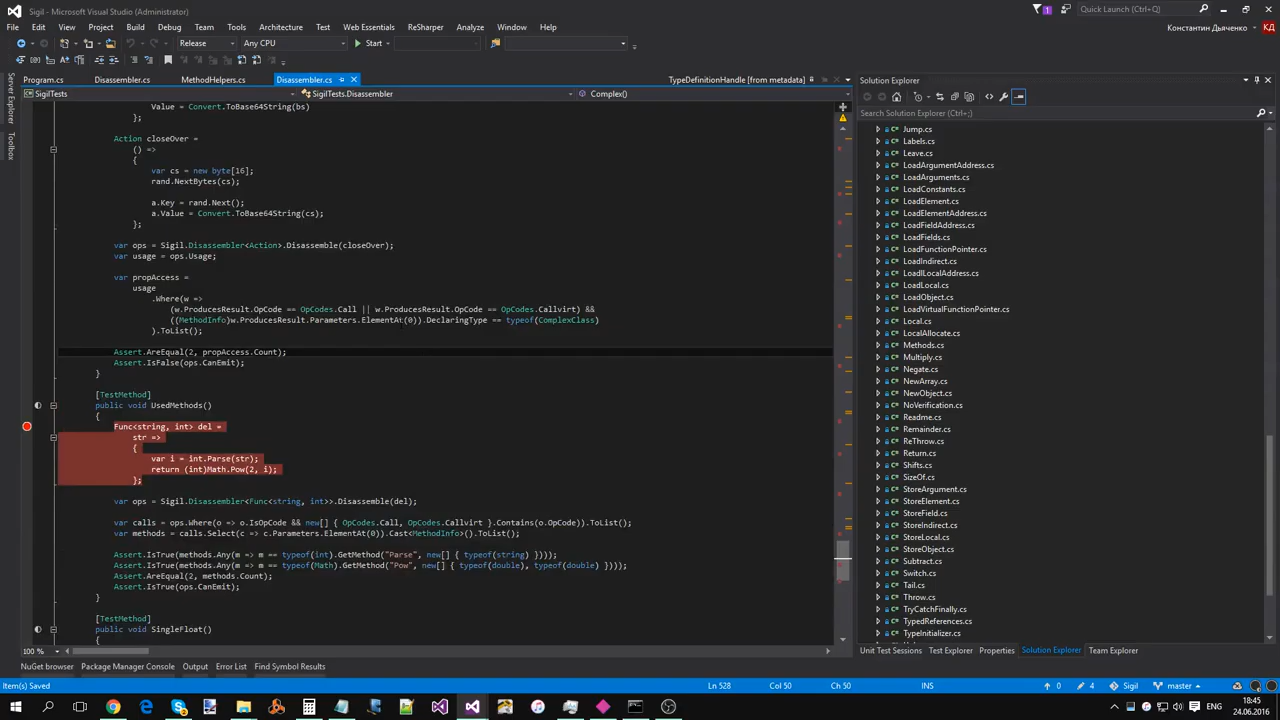 Sigil - Microsoft Visual Studio (Administrator)
1
Quick Launch (Ctrl+Q)
File Edit View Project Build Debug Team Tools Architecture Test Web Essentials ReSharper Analyze Window Help
Константин Дьяченко КД
Release Any CPU Start
Program.cs Disassembler.cs MethodHelpers.cs Disassembler.cs TypeDefinitionHandle [from metadata]
Solution Explorer
SigilTests SigilTests.Disassembler Complex()
Search Solution Explorer (Ctrl+;)
Server Explorer
Toolbox
Value = Convert.ToBase64String(bs)
};
Action closeOver =
() =>
{
var cs = new byte[16];
rand.NextBytes(cs);
a.Key = rand.Next();
a.Value = Convert.ToBase64String(cs);
};
var ops = Sigil.Disassembler<Action>.Disassemble(closeOver);
var usage = ops.Usage;
var propAccess =
usage
.Where(w =>
(w.ProducesResult.OpCode == OpCodes.Call || w.ProducesResult.OpCode == OpCodes.Callvirt) &&
((MethodInfo)w.ProducesResult.Parameters.ElementAt(0)).DeclaringType == typeof(ComplexClass)
).ToList();
Assert.AreEqual(2, propAccess.Count);
Assert.IsFalse(ops.CanEmit);
}
[TestMethod]
public void UsedMethods()
{
Func<string, int> del =
str =>
{
var i = int.Parse(str);
return (int)Math.Pow(2, i);
};
var ops = Sigil.Disassembler<Func<string, int>>.Disassemble(del);
var calls = ops.Where(o => o.IsOpCode && new[] { OpCodes.Call, OpCodes.Callvirt }.Contains(o.OpCode)).ToList();
var methods = calls.Select(c => c.Parameters.ElementAt(0)).Cast<MethodInfo>().ToList();
Assert.IsTrue(methods.Any(m => m == typeof(int).GetMethod("Parse", new[] { typeof(string) })));
Assert.IsTrue(methods.Any(m => m == typeof(Math).GetMethod("Pow", new[] { typeof(double), typeof(double) })));
Assert.AreEqual(2, methods.Count);
Assert.IsTrue(ops.CanEmit);
}
[TestMethod]
public void SingleFloat()
{
100 %
Jump.cs
Labels.cs
Leave.cs
LoadArgumentAddress.cs
LoadArguments.cs
LoadConstants.cs
LoadElement.cs
LoadElementAddress.cs
LoadFieldAddress.cs
LoadFields.cs
LoadFunctionPointer.cs
LoadIndirect.cs
LoadLocalAddress.cs
LoadLocal.cs
LoadObject.cs
LoadVirtualFunctionPointer.cs
Local.cs
LocalAllocate.cs
Methods.cs
Multiply.cs
Negate.cs
NewArray.cs
NewObject.cs
NoVerification.cs
Readme.cs
Remainder.cs
ReThrow.cs
Return.cs
Shifts.cs
SizeOf.cs
StoreArgument.cs
StoreElement.cs
StoreField.cs
StoreIndirect.cs
StoreLocal.cs
StoreObject.cs
Subtract.cs
Switch.cs
Tail.cs
Throw.cs
TryCatchFinally.cs
TypedReferences.cs
TypeInitializer.cs
Unit Test Sessions Test Explorer Properties Solution Explorer Team Explorer
NuGet browser Package Manager Console Output Error List Find Symbol Results
Item(s) Saved Ln 528 Col 50 Ch 50 INS 0 4 Sigil master
ENG 18:45
24.06.2016